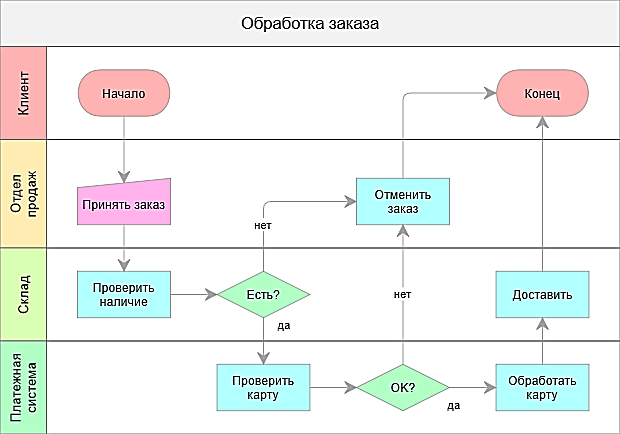 Обработка заказа
Клиент
Начало
Конец
Отдел
продаж
Принять заказ
Отменить
заказ
нет
Склад
Проверить
наличие
Есть?
да
нет
Доставить
Платежная
система
Проверить
карту
OK?
да
Обработать
карту